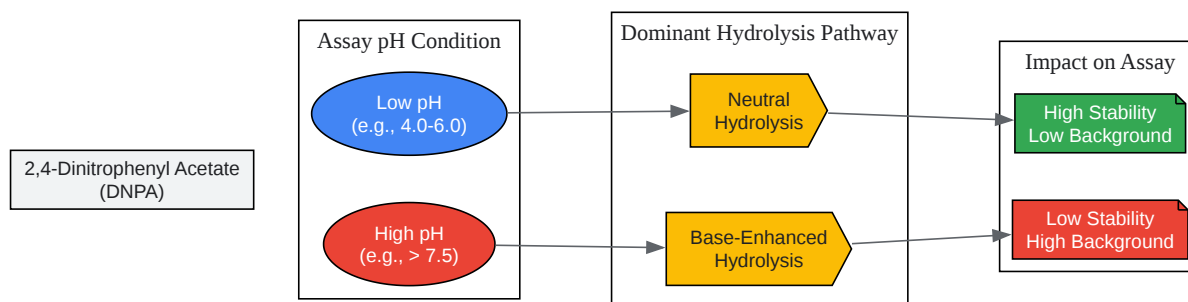 2,4-Dinitrophenyl Acetate
(DNPA)
Assay pH Condition
Low pH
(e.g., 4.0-6.0)
High pH
(e.g., > 7.5)
Dominant Hydrolysis Pathway
Neutral
Hydrolysis
Base-Enhanced
Hydrolysis
Impact on Assay
High Stability
Low Background
Low Stability
High Background